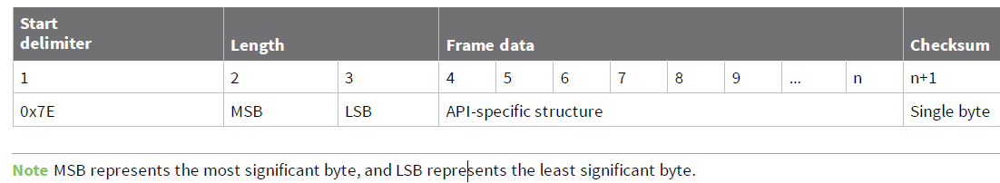 Start
delimiter Length Frame data Checksum
1 2 3 4 5 6 7 8 9 ... n n+1
0x7E MSB LSB API-specific structure Single byte
Note MSB represents the most significant byte, and LSB represents the least significant byte.